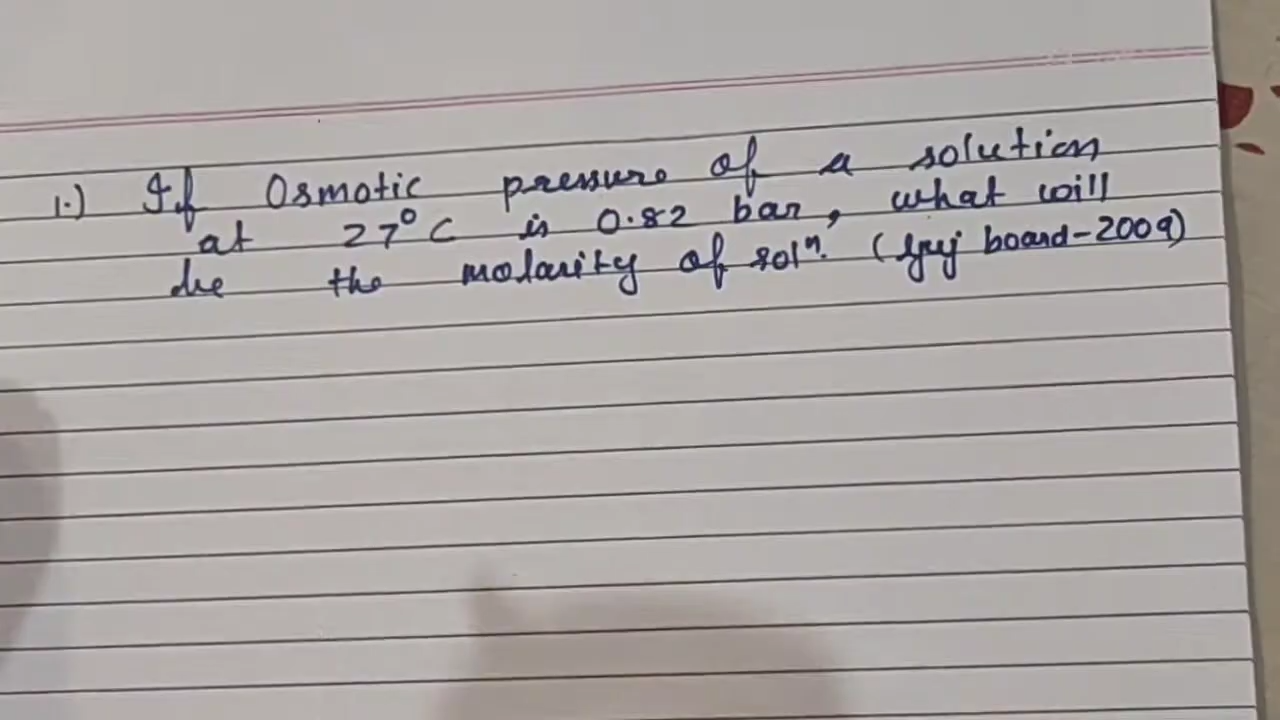 1.) If Osmotic pressure of a solution
at 27°C is 0.82 bar, what will
be the molarity of solⁿ. (Guj board-2009)